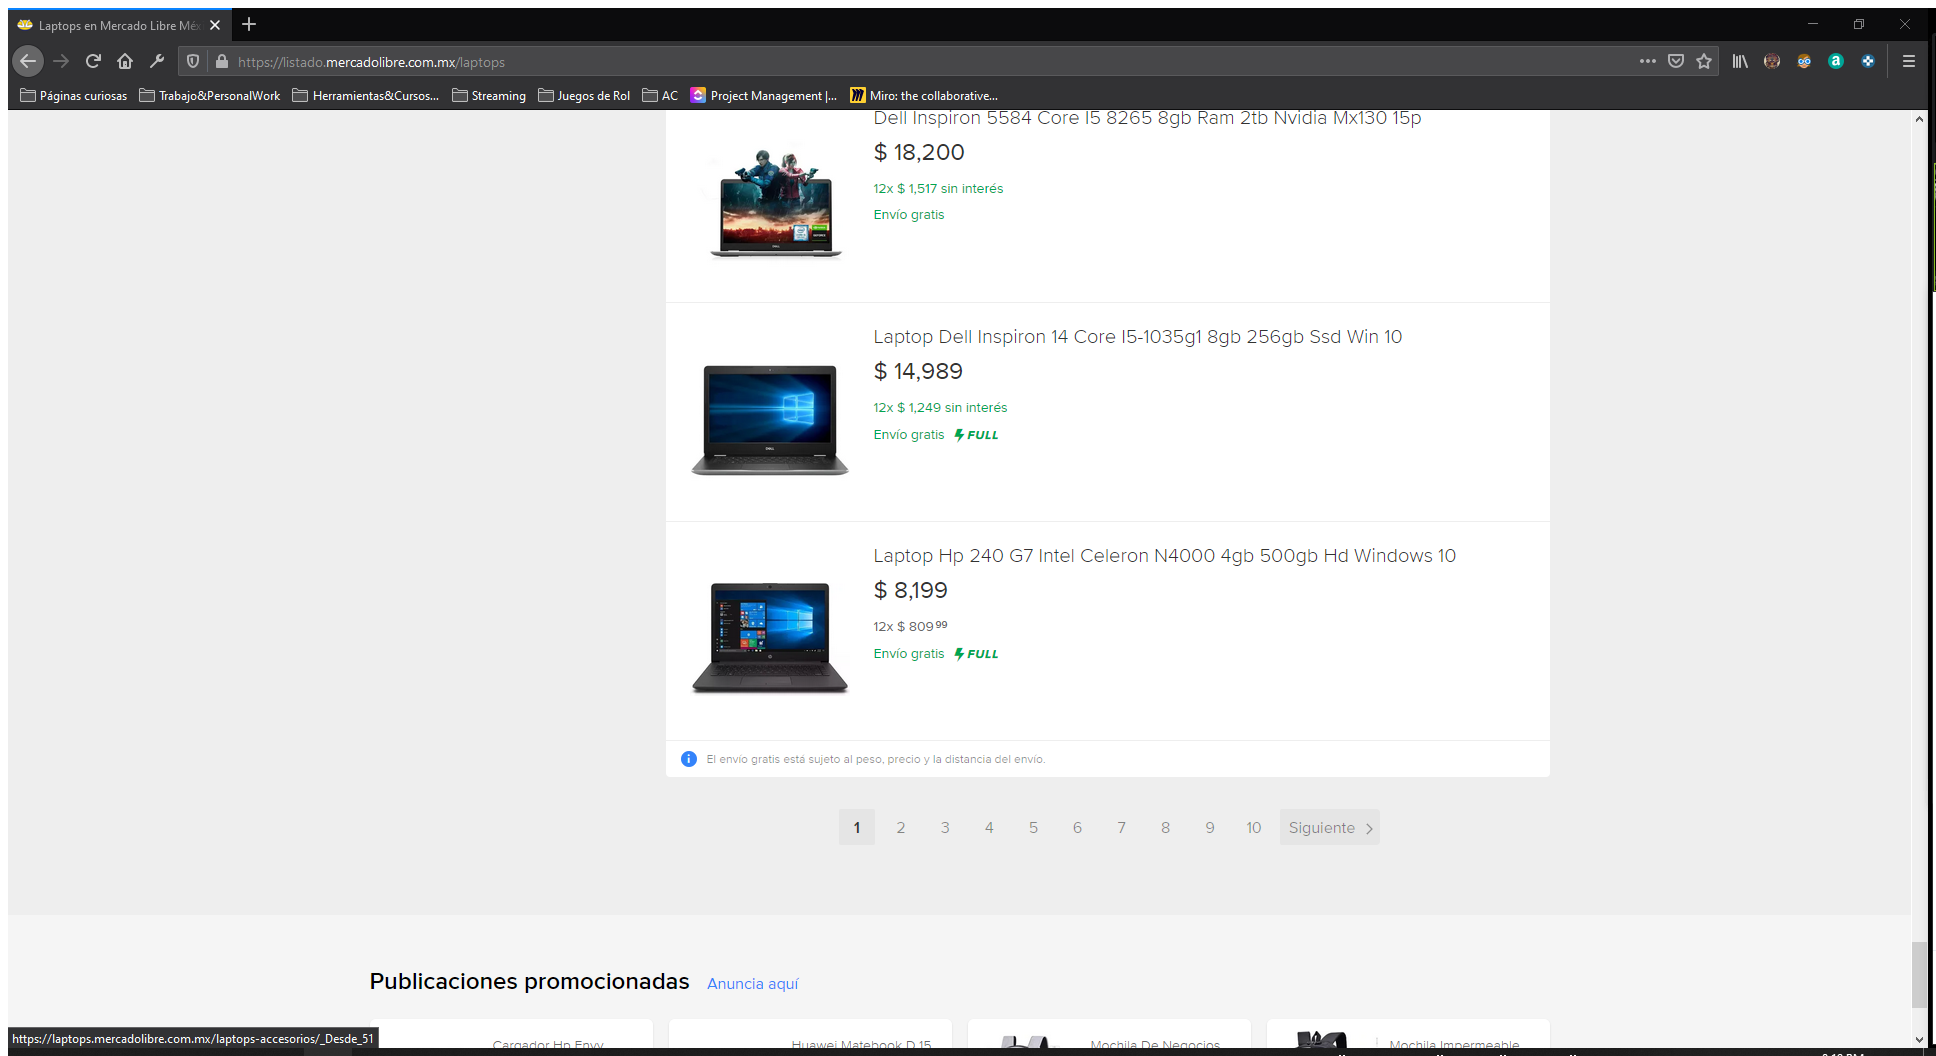 Laptops en Mercado Libre Méx
https://listado.mercadolibre.com.mx/laptops
Páginas curiosas Trabajo&PersonalWork Herramientas&Cursos... Streaming Juegos de Rol AC Project Management |... Miro: the collaborative...
Dell Inspiron 5584 Core I5 8265 8gb Ram 2tb Nvidia Mx130 15p
$ 18,200
12x $ 1,517 sin interés
Envío gratis
Laptop Dell Inspiron 14 Core I5-1035g1 8gb 256gb Ssd Win 10
$ 14,989
12x $ 1,249 sin interés
Envío gratis FULL
Laptop Hp 240 G7 Intel Celeron N4000 4gb 500gb Hd Windows 10
$ 8,199
12x $ 809 99
Envío gratis FULL
El envío gratis está sujeto al peso, precio y la distancia del envío.
1 2 3 4 5 6 7 8 9 10 Siguiente
Publicaciones promocionadas Anuncia aquí
Cargador Hp Envy Huawei Matebook D 15 Mochila De Negocios Mochila Impermeable
https://laptops.mercadolibre.com.mx/laptops-accesorios/_Desde_51